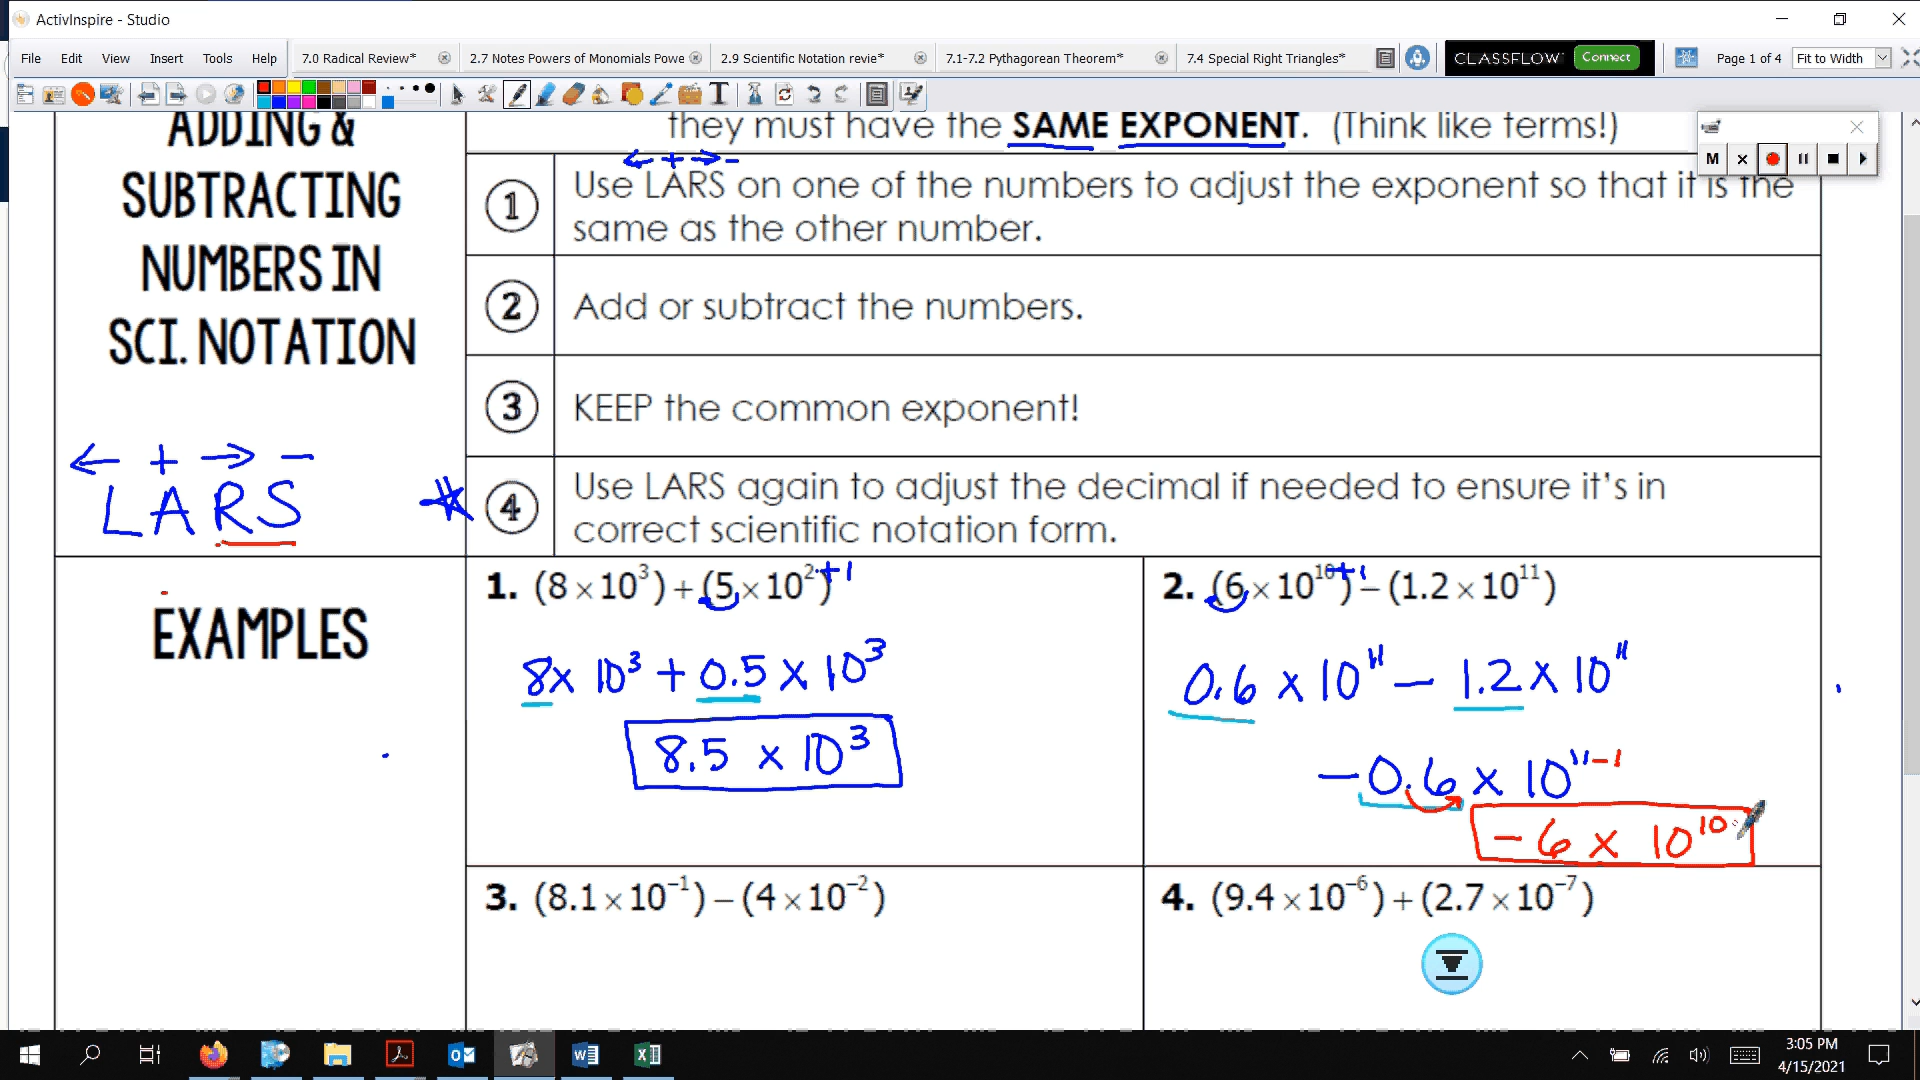 ActivInspire - Studio
File Edit View Insert Tools Help
7.0 Radical Review* 2.7 Notes Powers of Monomials Powe 2.9 Scientific Notation revie* 7.1-7.2 Pythagorean Theorem* 7.4 Special Right Triangles*
CLASSFLOW Connect Page 1 of 4 Fit to Width
M
ADDING &
SUBTRACTING
NUMBERS IN
SCI. NOTATION
← + → −
LARS
they must have the SAME EXPONENT. (Think like terms!)
← + → −
1 Use LARS on one of the numbers to adjust the exponent so that it is the
same as the other number.
2 Add or subtract the numbers.
3 KEEP the common exponent!
4 Use LARS again to adjust the decimal if needed to ensure it's in
correct scientific notation form.
EXAMPLES
1. (8 × 10³) + (5 × 10²) +1
8 × 10³ + 0.5 × 10³
8.5 × 10³
2. (6 × 10¹⁰) +1 − (1.2 × 10¹¹)
0.6 × 10¹¹ − 1.2 × 10¹¹
−0.6 × 10¹¹⁻¹
−6 × 10¹⁰
3. (8.1 × 10⁻¹) − (4 × 10⁻²)
4. (9.4 × 10⁻⁶) + (2.7 × 10⁻⁷)
3:05 PM
4/15/2021